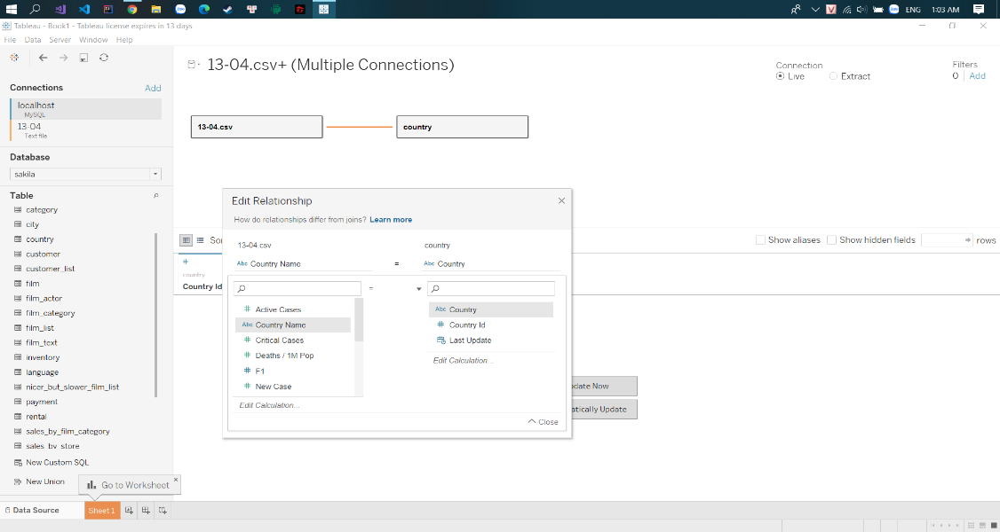 ENG 1:03 AM
Tableau - Book1 - Tableau license expires in 13 days
File Data Server Window Help
Connections Add
localhost
MySQL
13-04
Text file
Database
sakila
Table
category
city
country
customer
customer_list
film
film_actor
film_category
film_list
film_text
inventory
language
nicer_but_slower_film_list
payment
rental
sales_by_film_category
sales_by_store
New Custom SQL
New Union
Go to Worksheet
Data Source
Sheet 1
13-04.csv+ (Multiple Connections)
Connection
Live Extract
Filters
0 Add
13-04.csv
country
Show aliases Show hidden fields rows
country
Country Id
Edit Relationship
How do relationships differ from joins? Learn more
13-04.csv country
Abc Country Name = Abc Country
=
Active Cases
Abc Country Name
Critical Cases
Deaths / 1M Pop
F1
New Case
Edit Calculation...
Abc Country
Country Id
Last Update
Edit Calculation...
Close